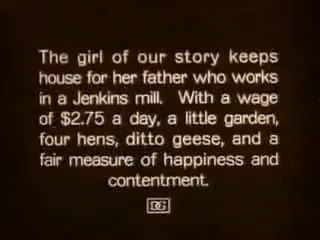 The girl of our story keeps
house for her father who works
in a Jenkins mill. With a wage
of $2.75 a day, a little garden,
four hens, ditto geese, and a
fair measure of happiness and
contentment.
DG